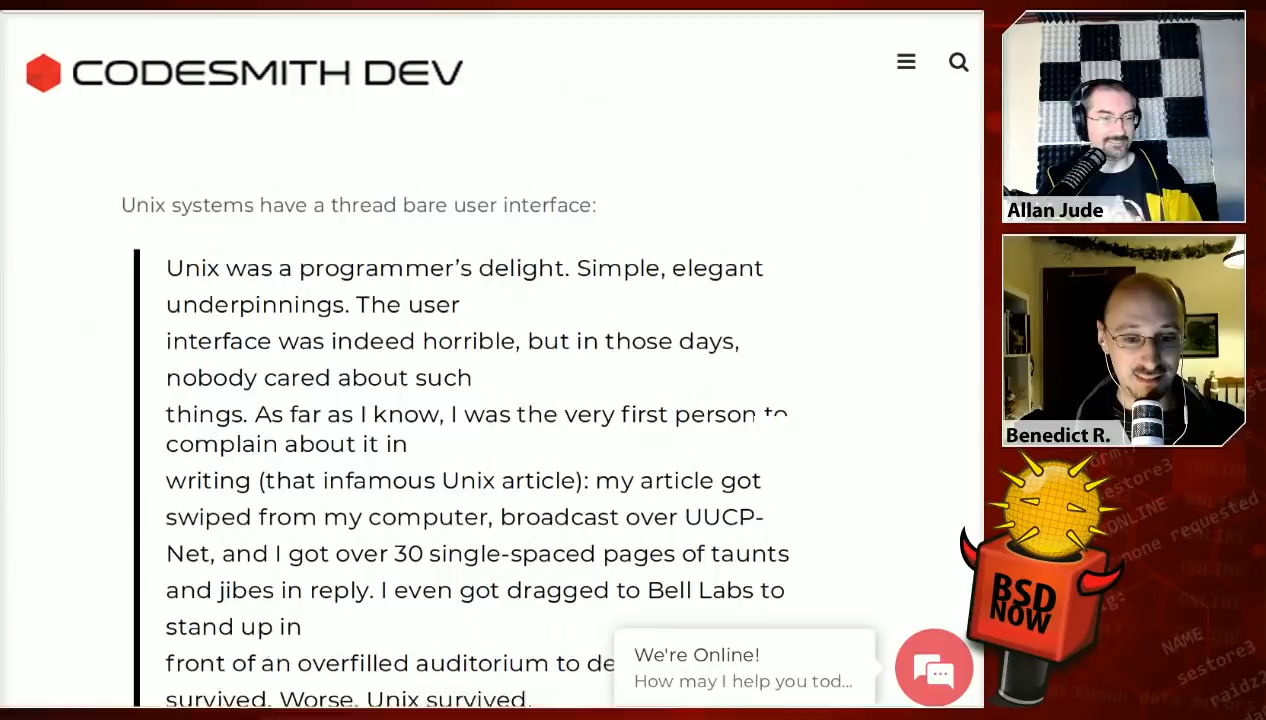 CODESMITH DEV
Unix systems have a thread bare user interface:
Unix was a programmer’s delight. Simple, elegant
underpinnings. The user
interface was indeed horrible, but in those days,
nobody cared about such
things. As far as I know, I was the very first person to
complain about it in
writing (that infamous Unix article): my article got
swiped from my computer, broadcast over UUCP-
Net, and I got over 30 single-spaced pages of taunts
and jibes in reply. I even got dragged to Bell Labs to
stand up in
front of an overfilled auditorium to de
survived. Worse, Unix survived.
We're Online!
How may I help you tod...
Allan Jude
Benedict R.
BSD
NOW
ONLINE
none requested
NAME